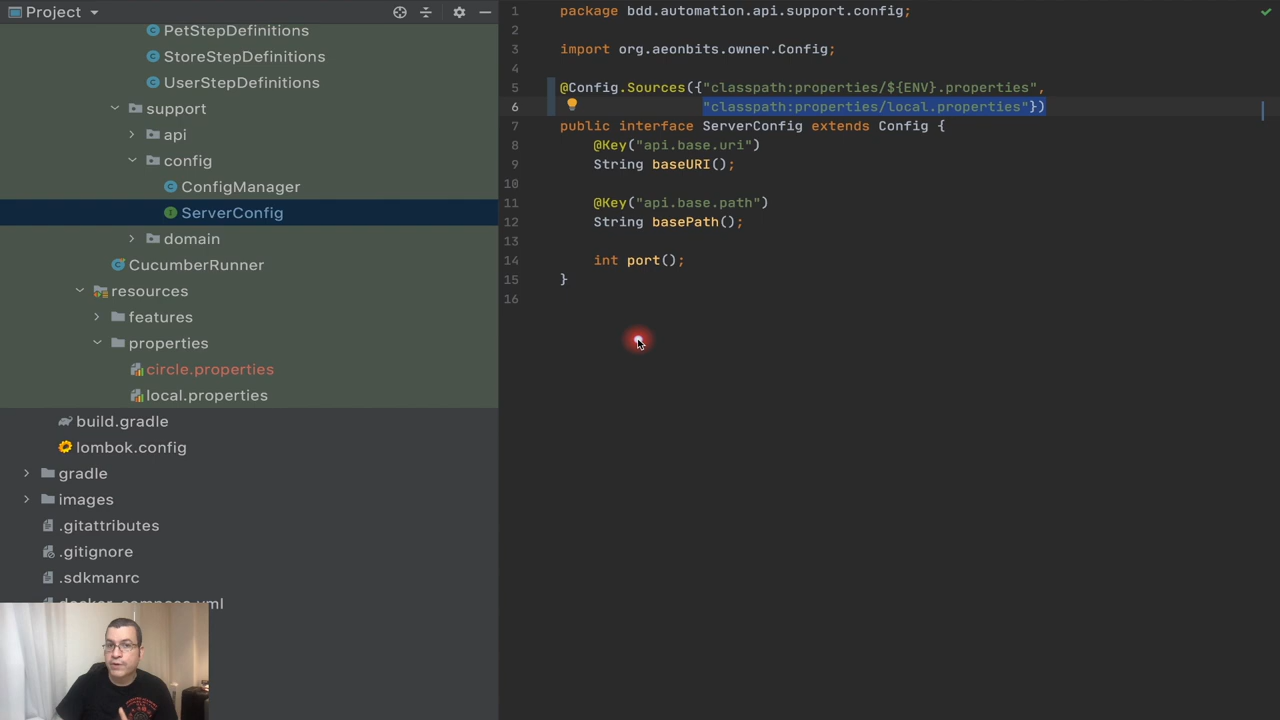 Project
PetStepDefinitions
StoreStepDefinitions
UserStepDefinitions
support
api
config
ConfigManager
ServerConfig
domain
CucumberRunner
resources
features
properties
circle.properties
local.properties
build.gradle
lombok.config
gradle
images
.gitattributes
.gitignore
.sdkmanrc
docker-compose.yml
1 package bdd.automation.api.support.config;
2
3 import org.aeonbits.owner.Config;
4
5 @Config.Sources({"classpath:properties/${ENV}.properties",
6 "classpath:properties/local.properties"})
7 public interface ServerConfig extends Config {
8 @Key("api.base.uri")
9 String baseURI();
10
11 @Key("api.base.path")
12 String basePath();
13
14 int port();
15 }
16